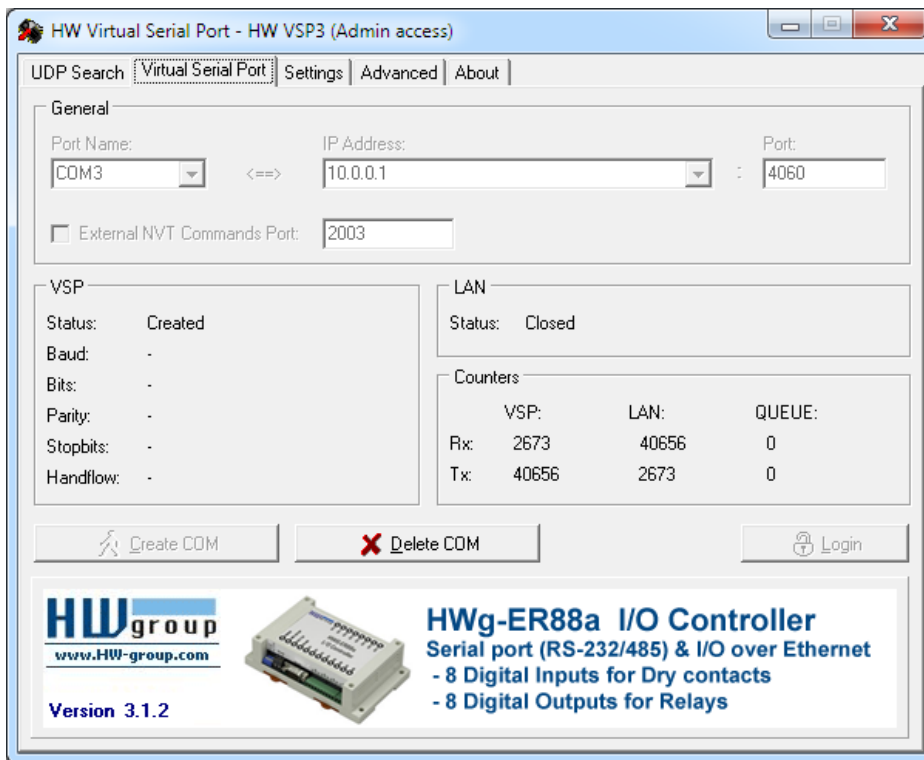 HW Virtual Serial Port - HW VSP3 (Admin access)
UDP Search Virtual Serial Port Settings Advanced About
General
Port Name: IP Address: Port:
COM3 <==> 10.0.0.1 : 4060
External NVT Commands Port: 2003
VSP
Status: Created
Baud: -
Bits: -
Parity: -
Stopbits: -
Handflow: -
LAN
Status: Closed
Counters
VSP: LAN: QUEUE:
Rx: 2673 40656 0
Tx: 40656 2673 0
Create COM Delete COM Login
HW group
www.HW-group.com
Version 3.1.2
HWg-ER88a I/O Controller
Serial port (RS-232/485) & I/O over Ethernet
- 8 Digital Inputs for Dry contacts
- 8 Digital Outputs for Relays